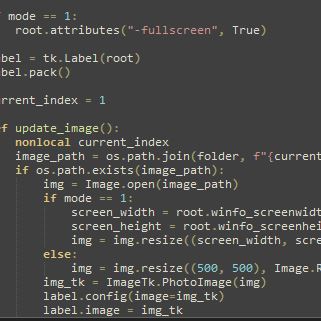 mode == 1:
root.attributes("-fullscreen", True)
bel = tk.Label(root)
bel.pack()
rrent_index = 1
f update_image():
nonlocal current_index
image_path = os.path.join(folder, f"{current
if os.path.exists(image_path):
img = Image.open(image_path)
if mode == 1:
screen_width = root.winfo_screenwidt
screen_height = root.winfo_screenhei
img = img.resize((screen_width, scre
else:
img = img.resize((500, 500), Image.R
img_tk = ImageTk.PhotoImage(img)
label.config(image=img_tk)
label.image = img_tk